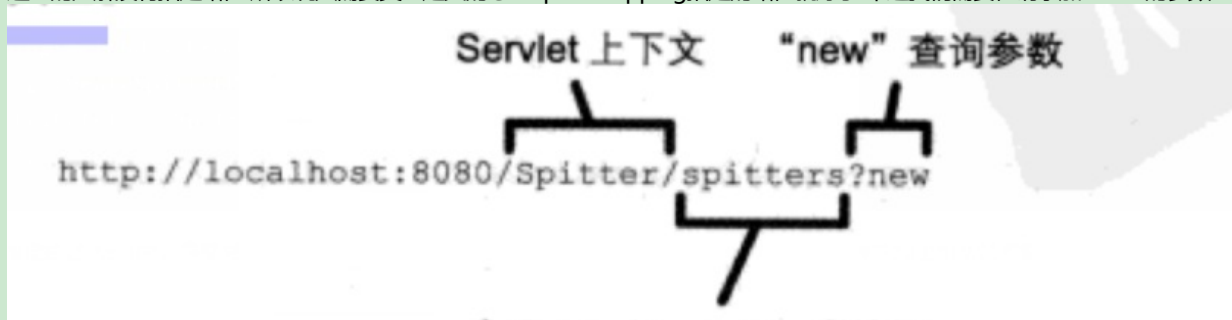 Servlet 上下文 “new”查询参数
http://localhost:8080/Spitter/spitters?new